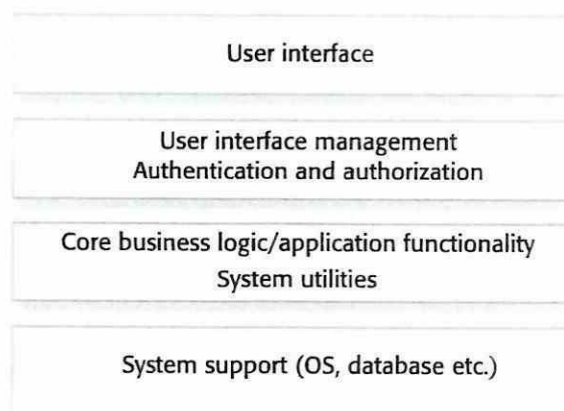 User interface
User interface management
Authentication and authorization
Core business logic/application functionality
System utilities
System support (OS, database etc.)